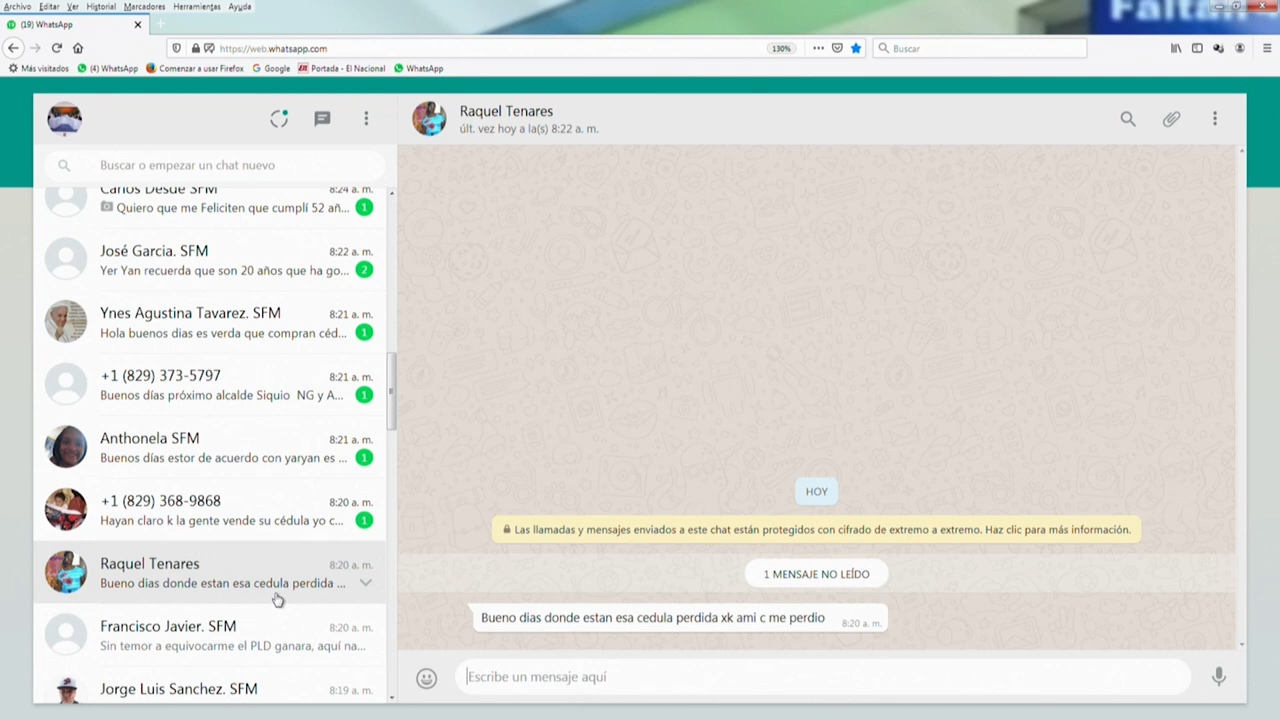 Archivo Editar Ver Historial Marcadores Herramientas Ayuda
(19) WhatsApp
https://web.whatsapp.com
130%
Buscar
Más visitados (4) WhatsApp Comenzar a usar Firefox Google Portada - El Nacional WhatsApp
Buscar o empezar un chat nuevo
Carlos Desde SFM 8:24 a. m.
Quiero que me Feliciten que cumplí 52 añ... 1
José Garcia. SFM 8:22 a. m.
Yer Yan recuerda que son 20 años que ha go... 2
Ynes Agustina Tavarez. SFM 8:21 a. m.
Hola buenos dias es verdad que compran céd... 1
+1 (829) 373-5797 8:21 a. m.
Buenos días próximo alcalde Siquio NG y A... 1
Anthonela SFM 8:21 a. m.
Buenos días estor de acuerdo con yaryan es ... 1
+1 (829) 368-9868 8:20 a. m.
Hayan claro k la gente vende su cédula yo c... 1
Raquel Tenares 8:20 a. m.
Bueno dias donde estan esa cedula perdida ...
Francisco Javier. SFM 8:20 a. m.
Sin temor a equivocarme el PLD ganara, aquí na...
Jorge Luis Sanchez. SFM 8:19 a. m.
Raquel Tenares
últ. vez hoy a la(s) 8:22 a. m.
HOY
Las llamadas y mensajes enviados a este chat están protegidos con cifrado de extremo a extremo. Haz clic para más información.
1 MENSAJE NO LEÍDO
Bueno dias donde estan esa cedula perdida xk ami c me perdio 8:20 a. m.
Escribe un mensaje aquí
Faltan